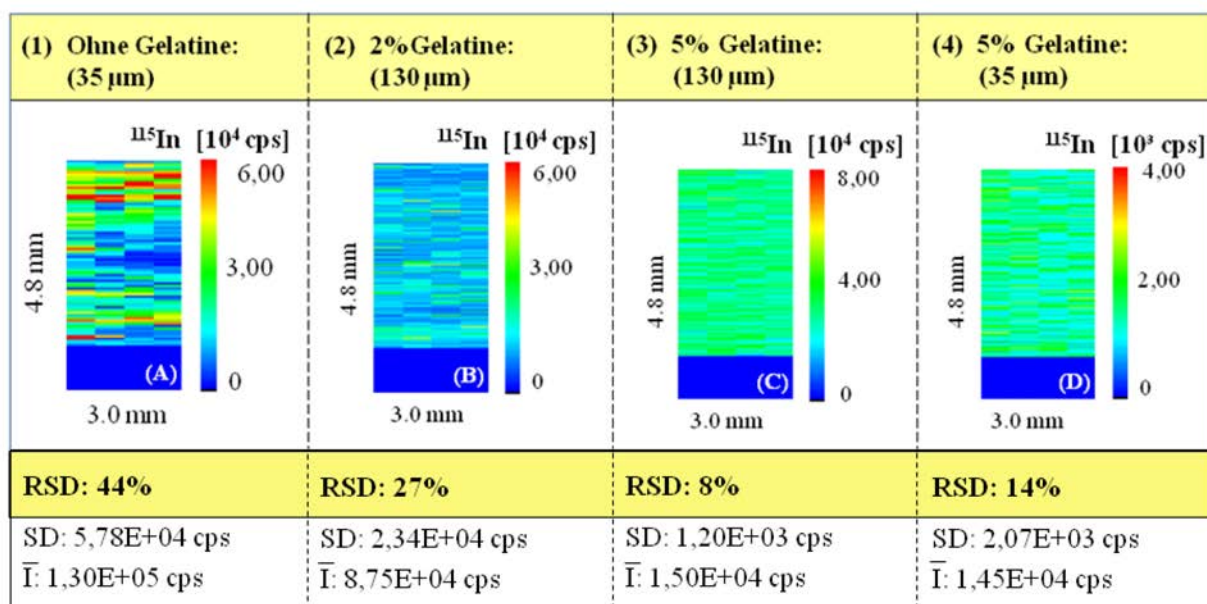 (1) Ohne Gelatine:
(35 µm)
(2) 2%Gelatine:
(130 µm)
(3) 5% Gelatine:
(130 µm)
(4) 5% Gelatine:
(35 µm)
¹¹⁵In [10⁴ cps]
6,00
3,00
0
4.8 mm
(A)
3.0 mm
¹¹⁵In [10⁴ cps]
6,00
3,00
0
4.8 mm
(B)
3.0 mm
¹¹⁵In [10⁴ cps]
8,00
4,00
0
4.8 mm
(C)
3.0 mm
¹¹⁵In [10³ cps]
4,00
2,00
0
4.8 mm
(D)
3.0 mm
RSD: 44%
RSD: 27%
RSD: 8%
RSD: 14%
SD: 5,78E+04 cps
I̅: 1,30E+05 cps
SD: 2,34E+04 cps
I̅: 8,75E+04 cps
SD: 1,20E+03 cps
I̅: 1,50E+04 cps
SD: 2,07E+03 cps
I̅: 1,45E+04 cps